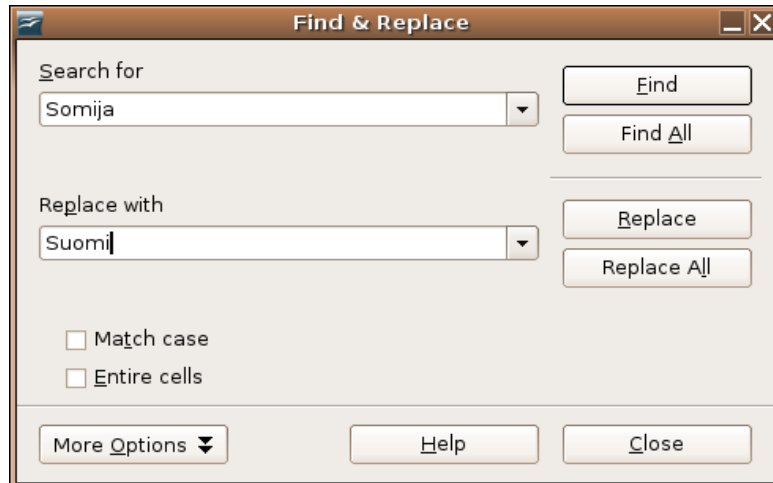 Find & Replace
Search for
Somija
Find
Find All
Replace with
Suomi
Replace
Replace All
Match case
Entire cells
More Options
Help
Close